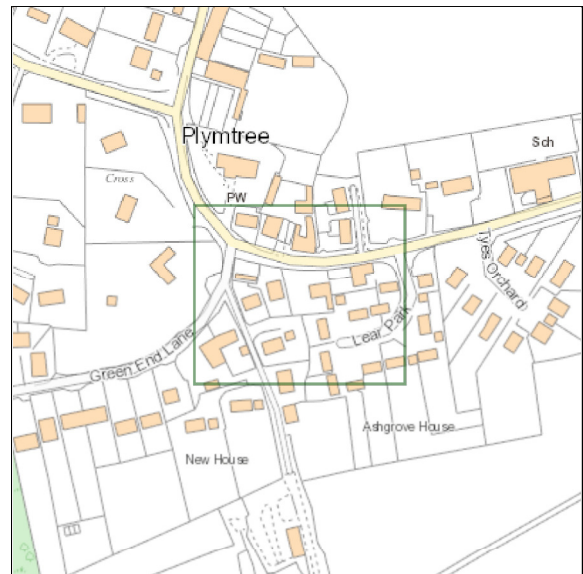 Plymtree
Sch
Cross
PW
Tyes Orchard
Lear Park
Green End Lane
Ashgrove House
New House